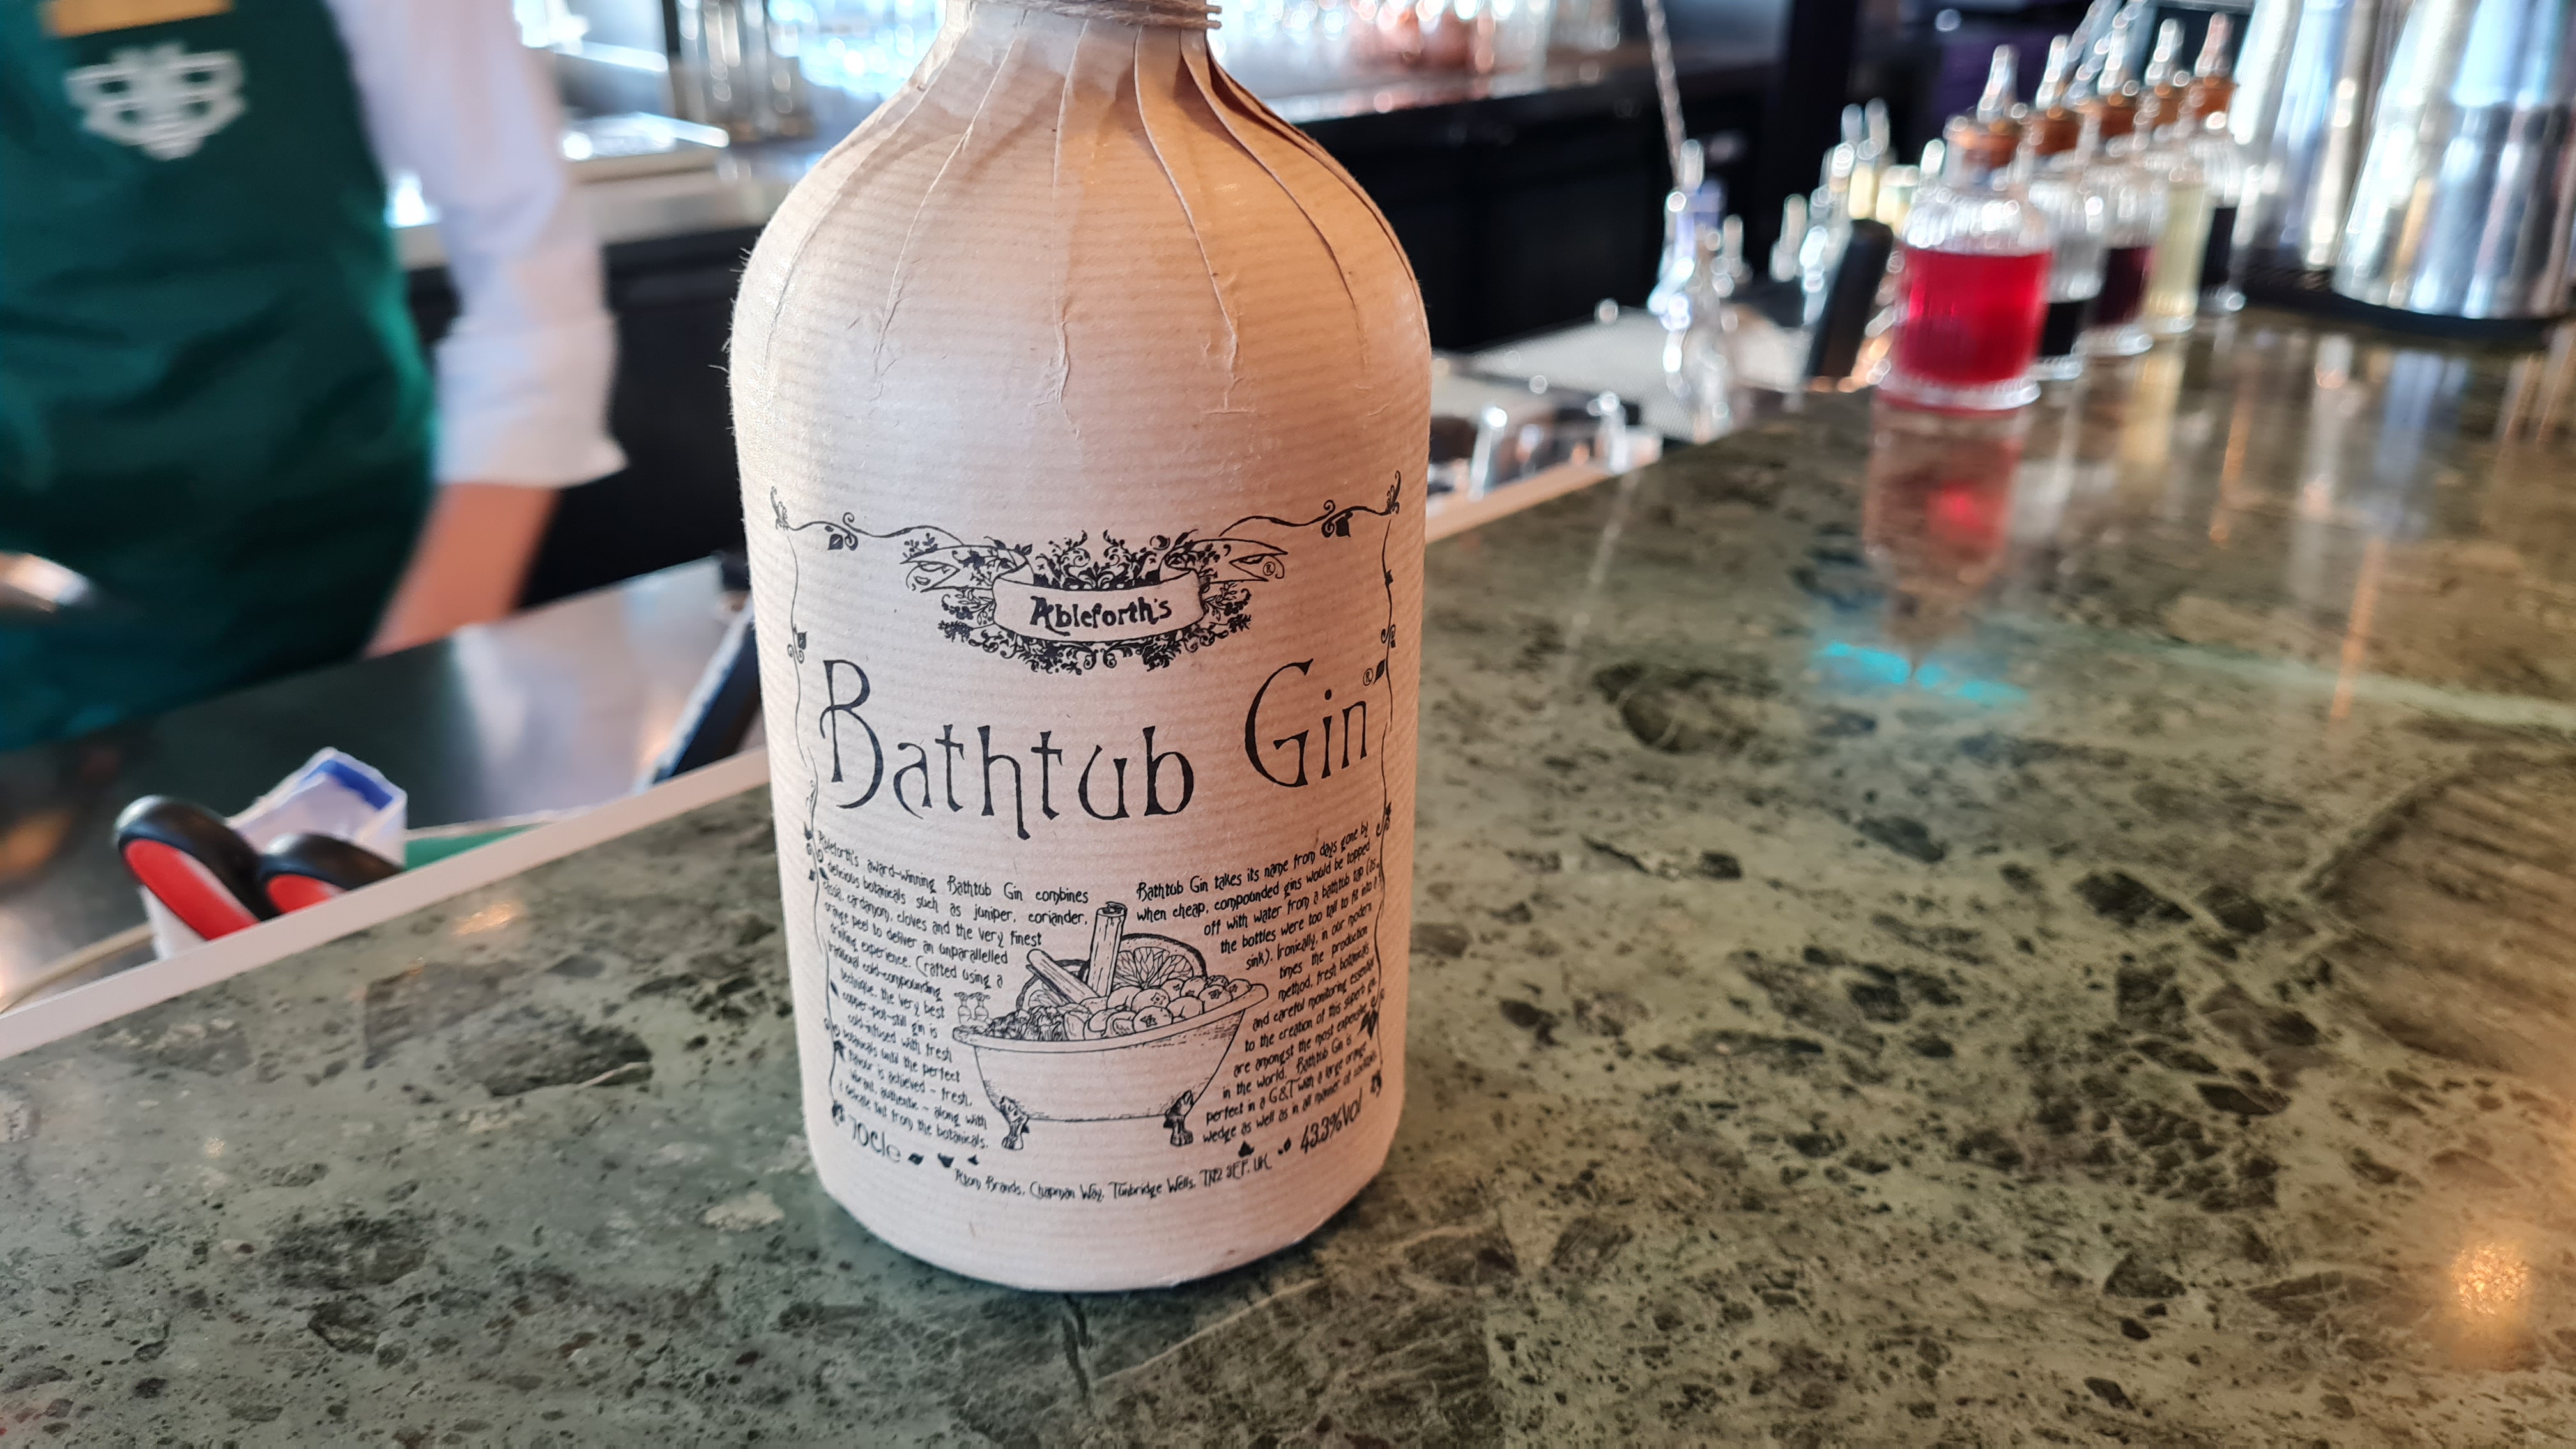 Ableforth's
®
Bathtub Gin®
Ableforth's award-winning Bathtub Gin combines
delicious botanicals such as juniper, coriander,
cassia, cardamom, cloves and the very finest
orange peel to deliver an unparallelled
drinking experience. Crafted using a
traditional cold-compounding
technique, the very best
copper-pot-still gin is
cold-infused with fresh
botanicals until the perfect
flavour is achieved - fresh,
vibrant, authentic - along with
a delicate tint from the botanicals.
Bathtub Gin takes its name from days gone by
when cheap, compounded gins would be topped
off with water from a bathtub tap (as
the bottles were too tall to fit into a
sink). Ironically, in our modern
times the production
method, fresh botanicals
and careful monitoring essential
to the creation of this superb gin
are amongst the most expensive
in the world. Bathtub Gin is
perfect in a G&T with a large orange
wedge as well as in all manner of cocktails.
70cl e
43.3%vol
Atom Brands, Chapman Way, Tunbridge Wells, TN2 3EF, UK